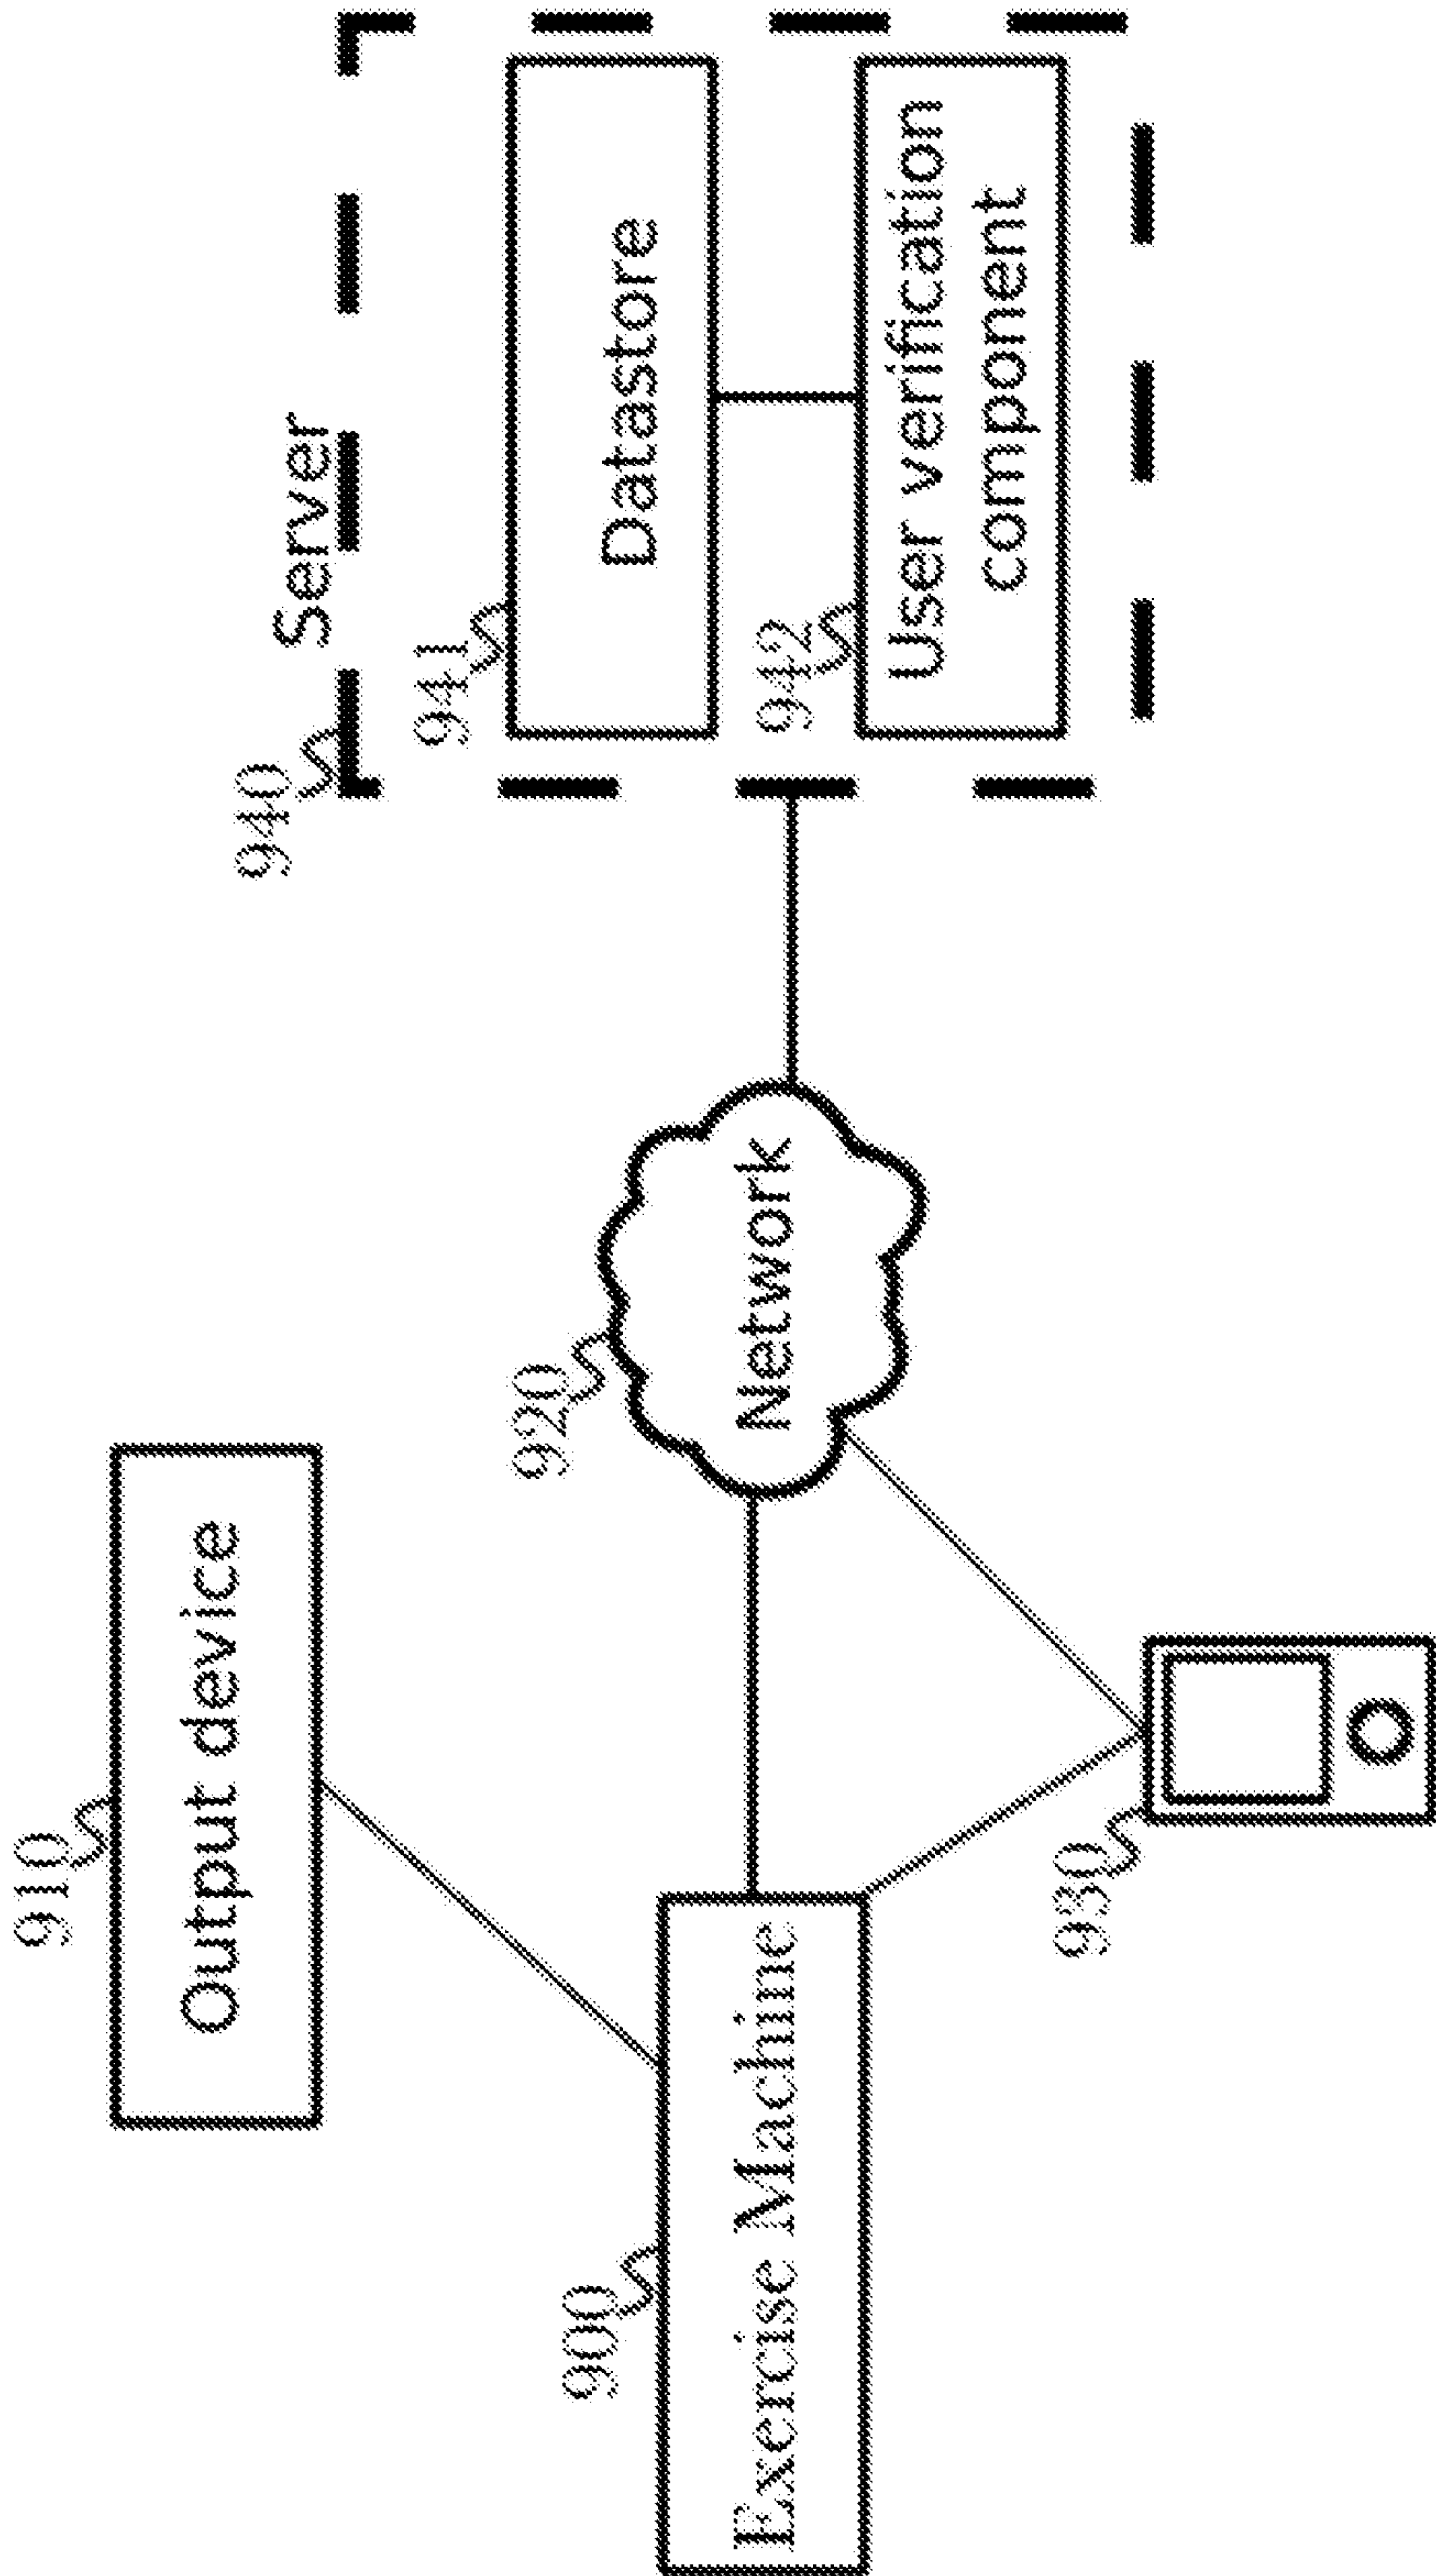 910
Output device
900
Exercise Machine
920
Network
930
940
Server
941
Datastore
942
User verification
component